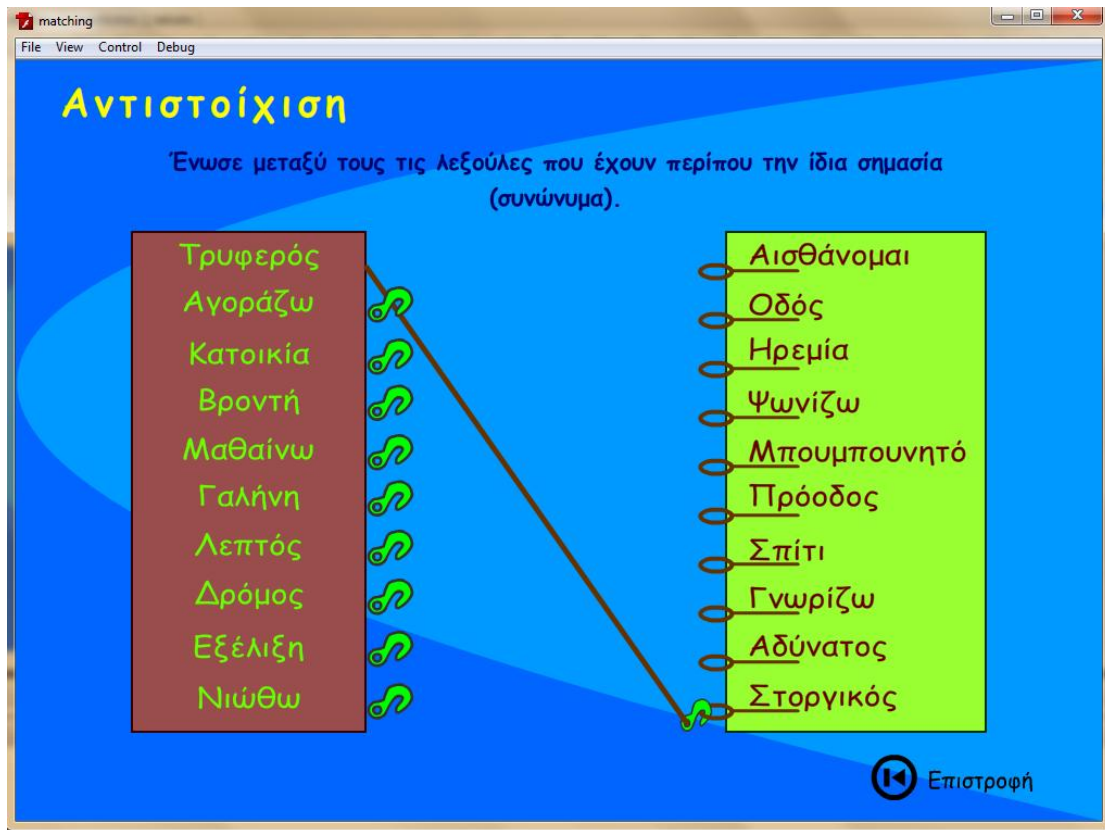 matching
File View Control Debug
Αντιστοίχιση
Ένωσε μεταξύ τους τις λεξούλες που έχουν περίπου την ίδια σημασία
(συνώνυμα).
Τρυφερός
Αγοράζω
Κατοικία
Βροντή
Μαθαίνω
Γαλήνη
Λεπτός
Δρόμος
Εξέλιξη
Νιώθω
Αισθάνομαι
Οδός
Ηρεμία
Ψωνίζω
Μπουμπουνητό
Πρόοδος
Σπίτι
Γνωρίζω
Αδύνατος
Στοργικός
Επιστροφή